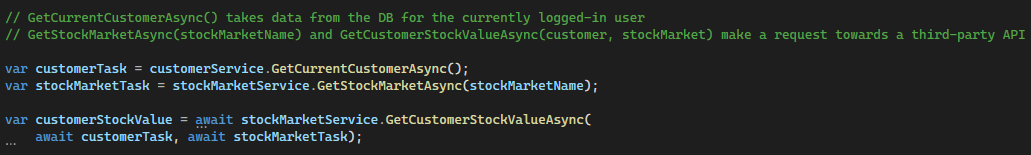 // GetCurrentCustomerAsync() takes data from the DB for the currently logged-in user
// GetStockMarketAsync(stockMarketName) and GetCustomerStockValueAsync(customer, stockMarket) make a request towards a third-party API
var customerTask = customerService.GetCurrentCustomerAsync();
var stockMarketTask = stockMarketService.GetStockMarketAsync(stockMarketName);
var customerStockValue = await stockMarketService.GetCustomerStockValueAsync(
await customerTask, await stockMarketTask);